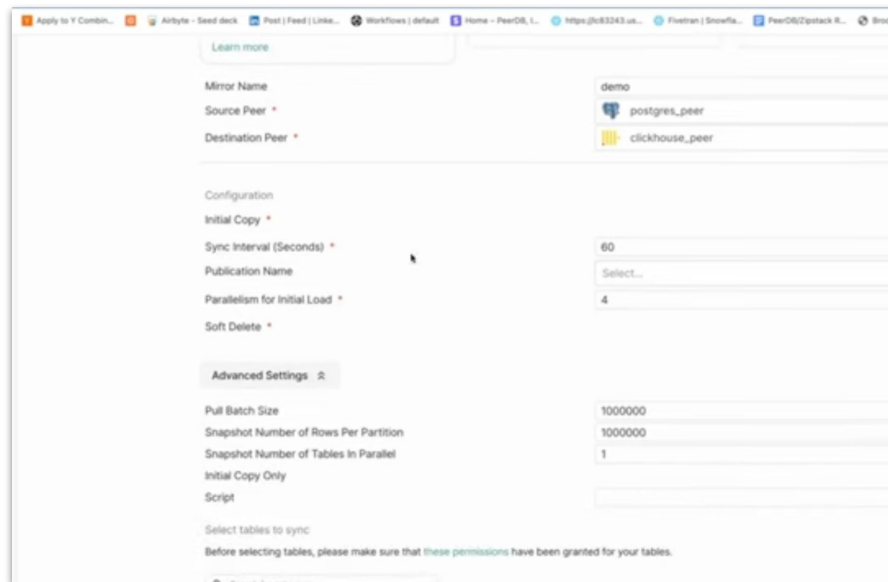 Apply to Y Combin... Airbyte - Seed deck Post | Feed | Linke... Workflows | default Home - PeerDB, I... https://lc83243.us... Fivetran | Snowfla... PeerDB/Zipstack R... Bro
Learn more
Mirror Name demo
Source Peer * postgres_peer
Destination Peer * clickhouse_peer
Configuration
Initial Copy *
Sync Interval (Seconds) * 60
Publication Name Select...
Parallelism for Initial Load * 4
Soft Delete *
Advanced Settings
Pull Batch Size 1000000
Snapshot Number of Rows Per Partition 1000000
Snapshot Number of Tables In Parallel 1
Initial Copy Only
Script
Select tables to sync
Before selecting tables, please make sure that these permissions have been granted for your tables.